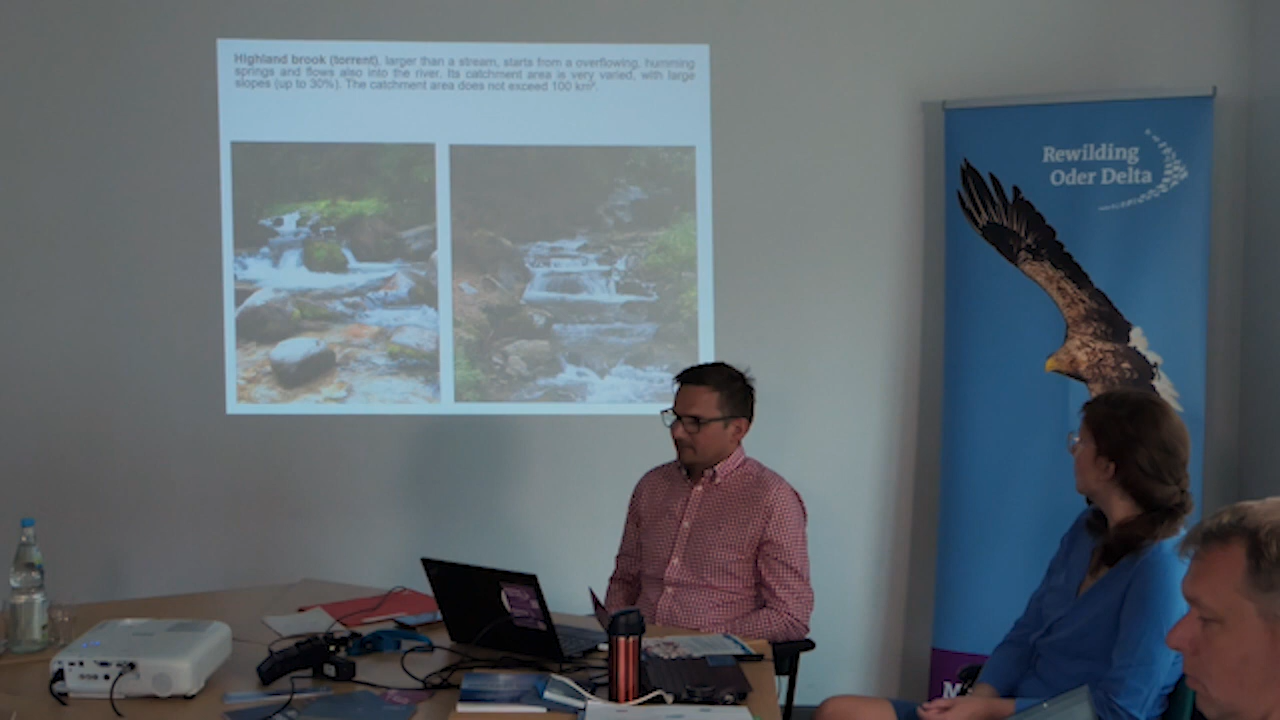 Highland brook (torrent), larger than a stream, starts from a overflowing, humming
springs and flows also into the river. Its catchment area is very varied, with large
slopes (up to 30%). The catchment area does not exceed 100 km².
Rewilding
Oder Delta
M